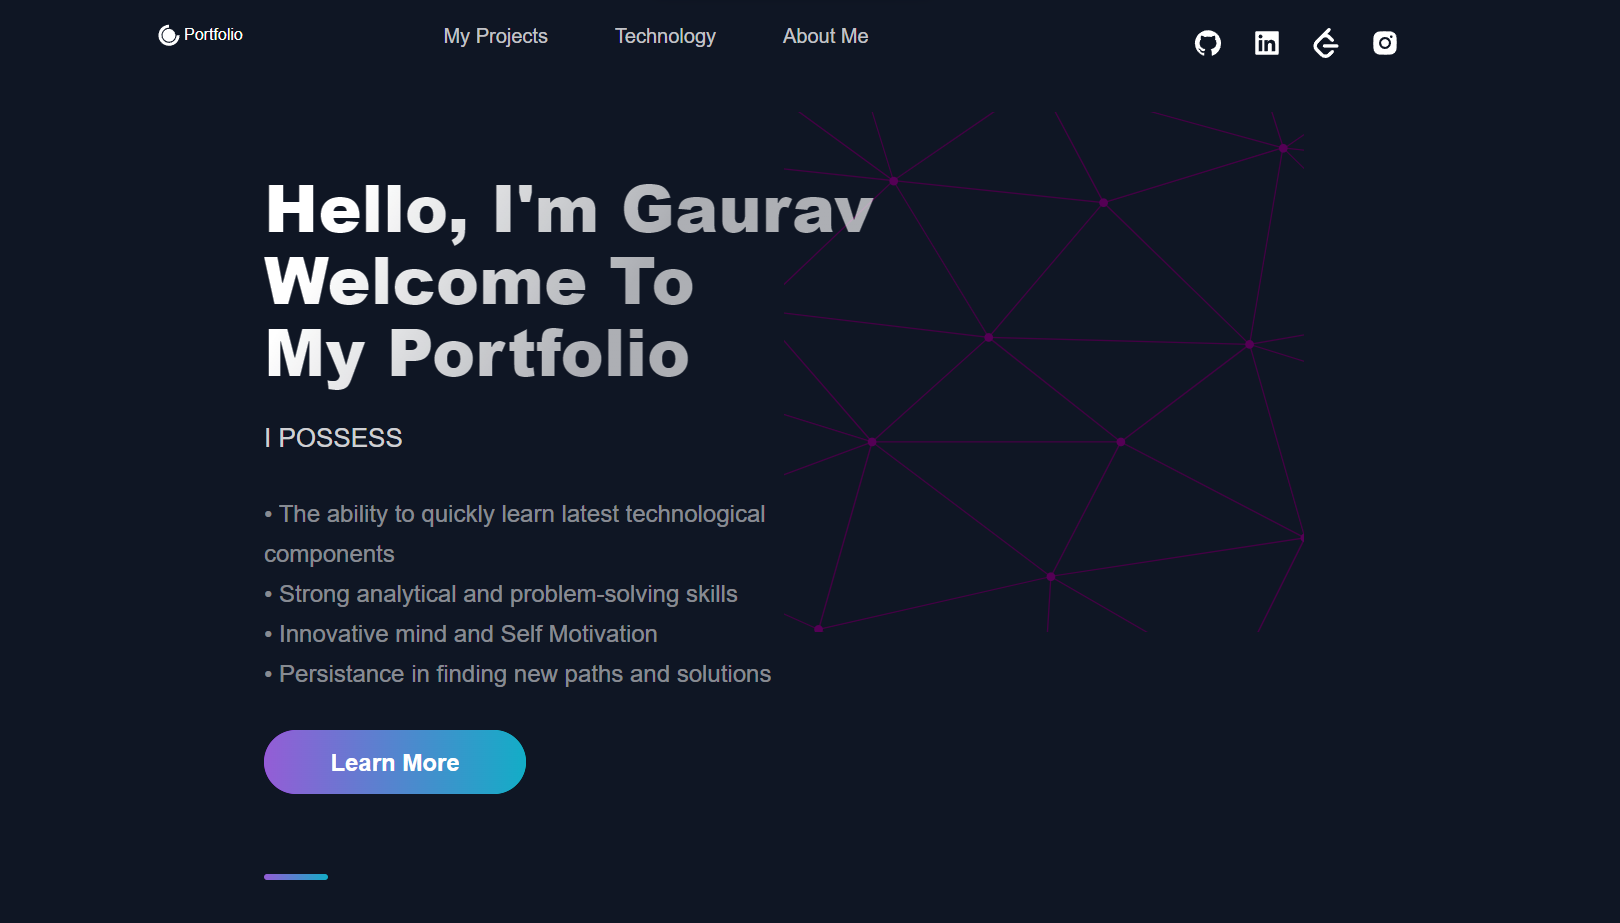 Portfolio
My Projects
Technology
About Me
in
Hello, I'm Gaurav
Welcome To
My Portfolio
I POSSESS
• The ability to quickly learn latest technological
components
• Strong analytical and problem-solving skills
• Innovative mind and Self Motivation
• Persistance in finding new paths and solutions
Learn More